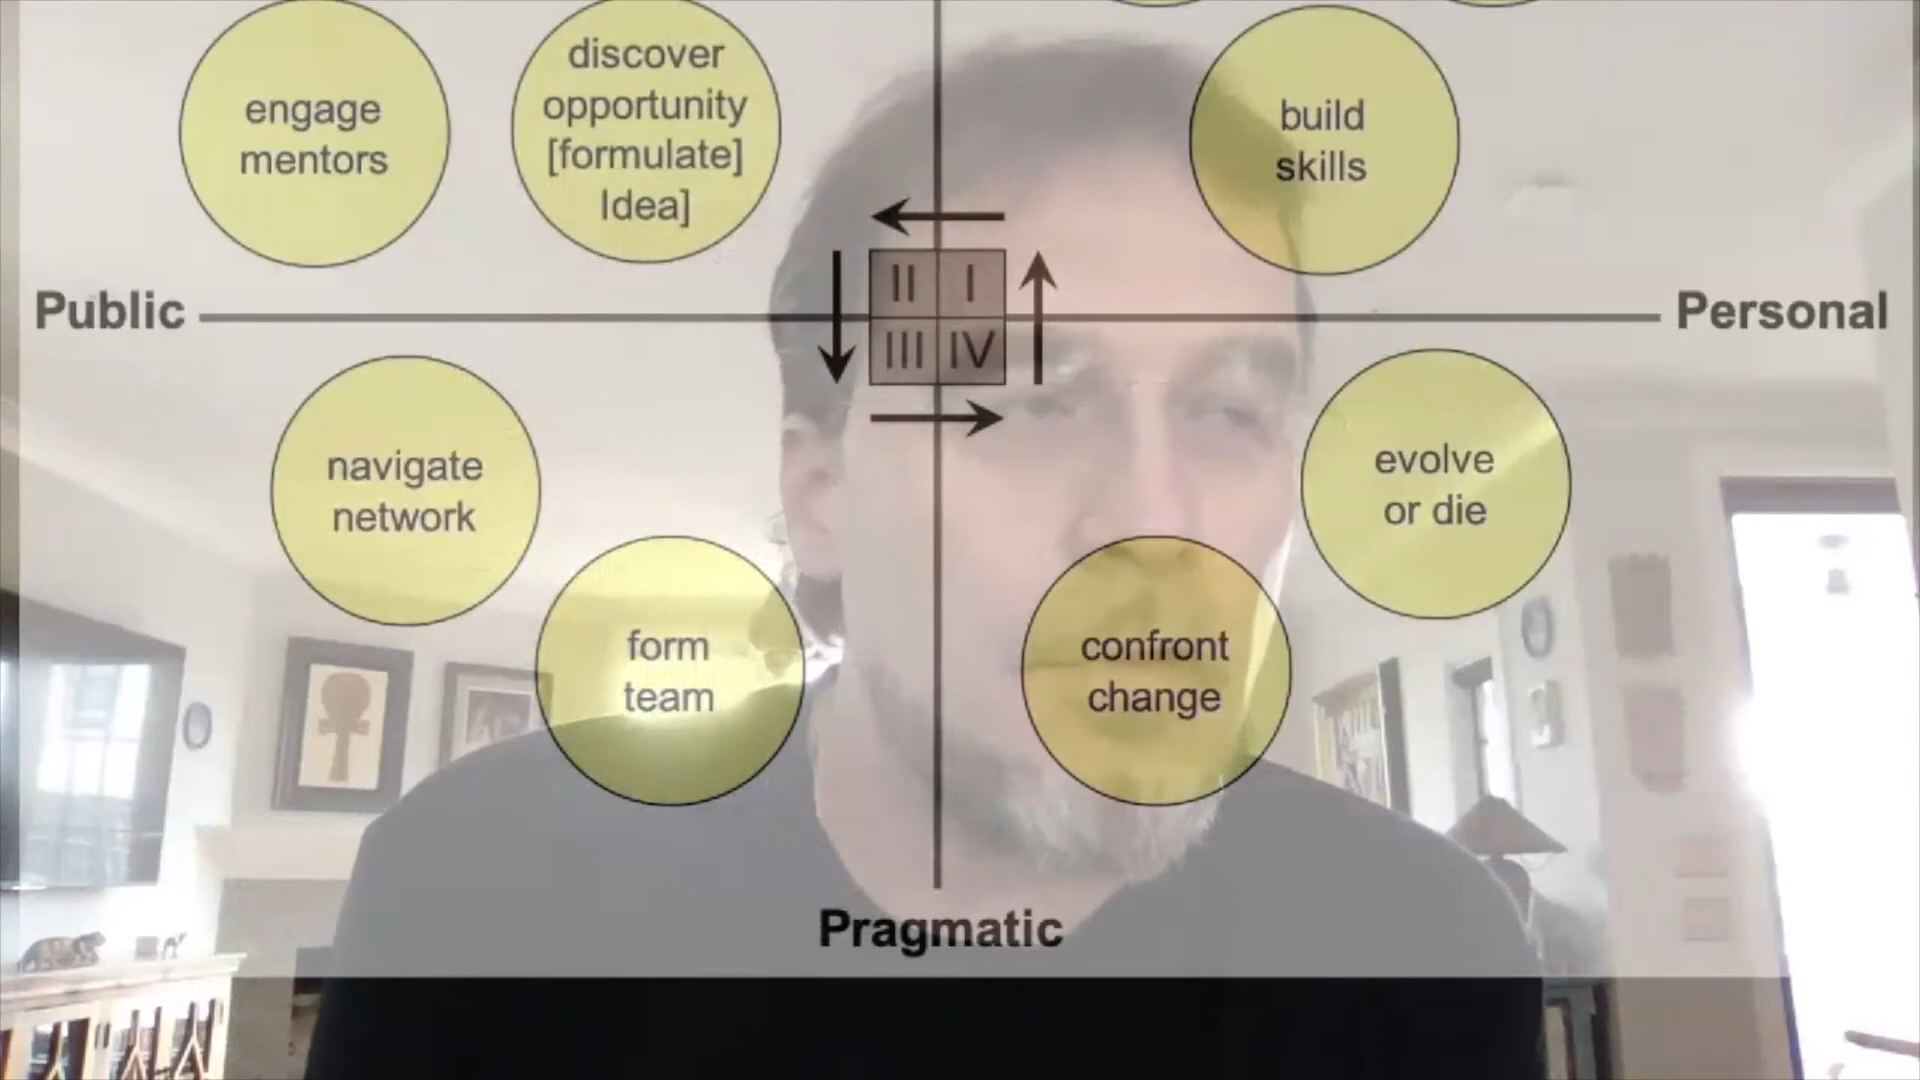 engage
mentors
discover
opportunity
[formulate]
Idea]
build
skills
Public
II
I
III
IV
Personal
navigate
network
evolve
or die
form
team
confront
change
Pragmatic